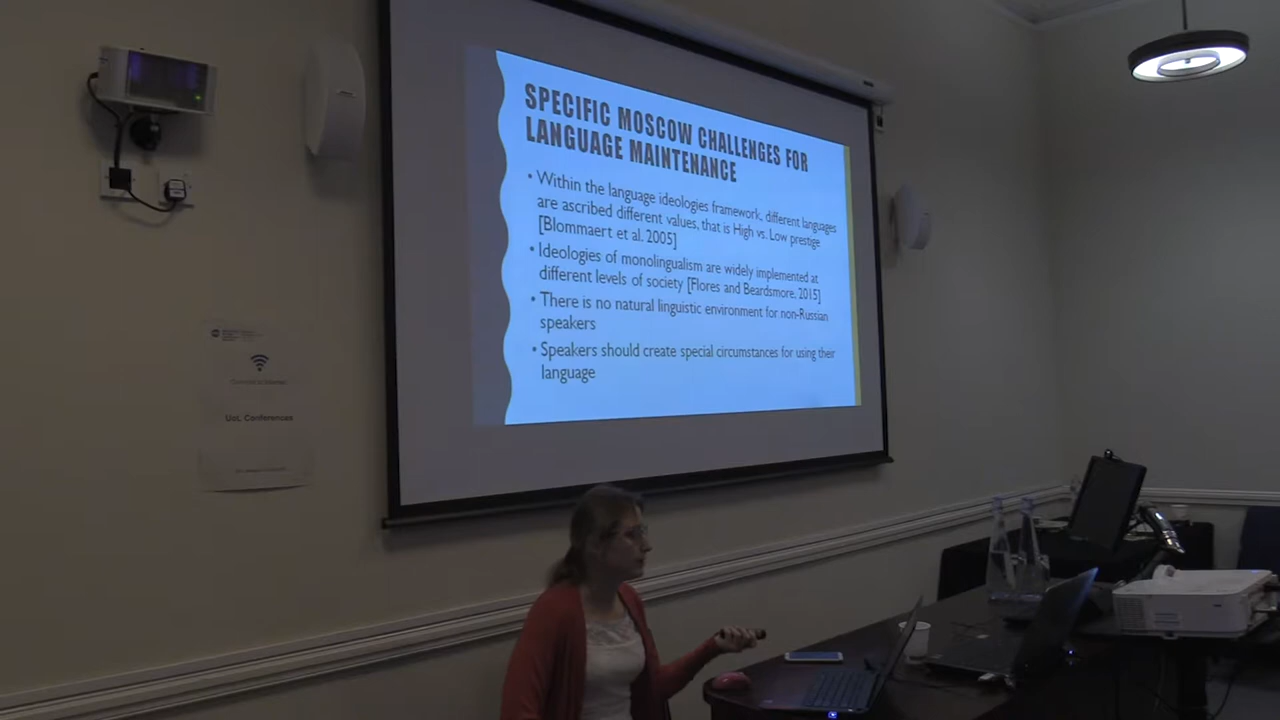 SPECIFIC MOSCOW CHALLENGES FOR
LANGUAGE MAINTENANCE
• Within the language ideologies framework, different languages
are ascribed different values, that is High vs. Low prestige
[Blommaert et al. 2005]
• Ideologies of monolingualism are widely implemented at
different levels of society [Flores and Beardsmore, 2015]
• There is no natural linguistic environment for non-Russian
speakers
• Speakers should create special circumstances for using their
language
UCL Conferences